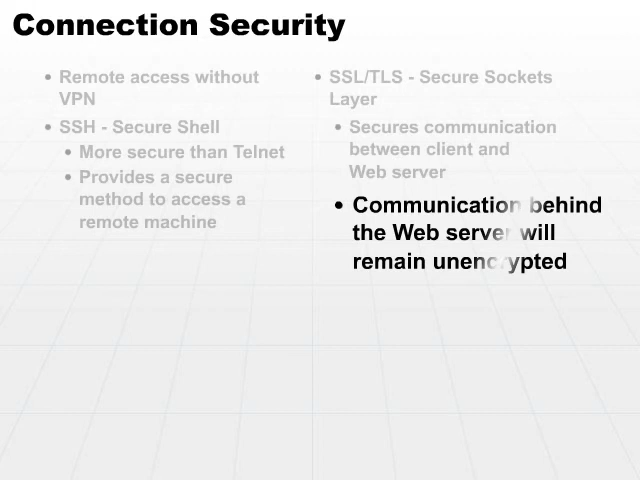 Connection Security
• Remote access without
VPN
• SSH - Secure Shell
• More secure than Telnet
• Provides a secure
method to access a
remote machine
• SSL/TLS - Secure Sockets
Layer
• Secures communication
between client and
Web server
• Communication behind
the Web server will
remain unencrypted